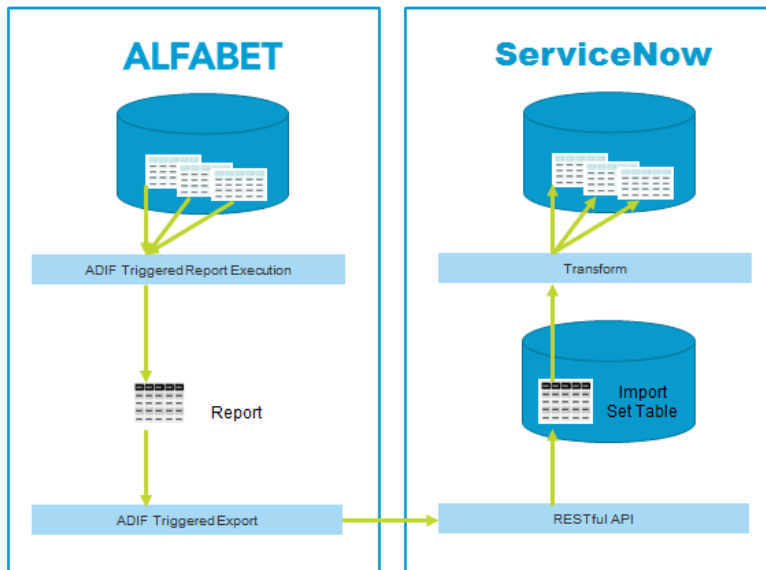 ALFABET
ADIF Triggered Report Execution
Report
ADIF Triggered Export
ServiceNow
Transform
Import
Set Table
RESTful API